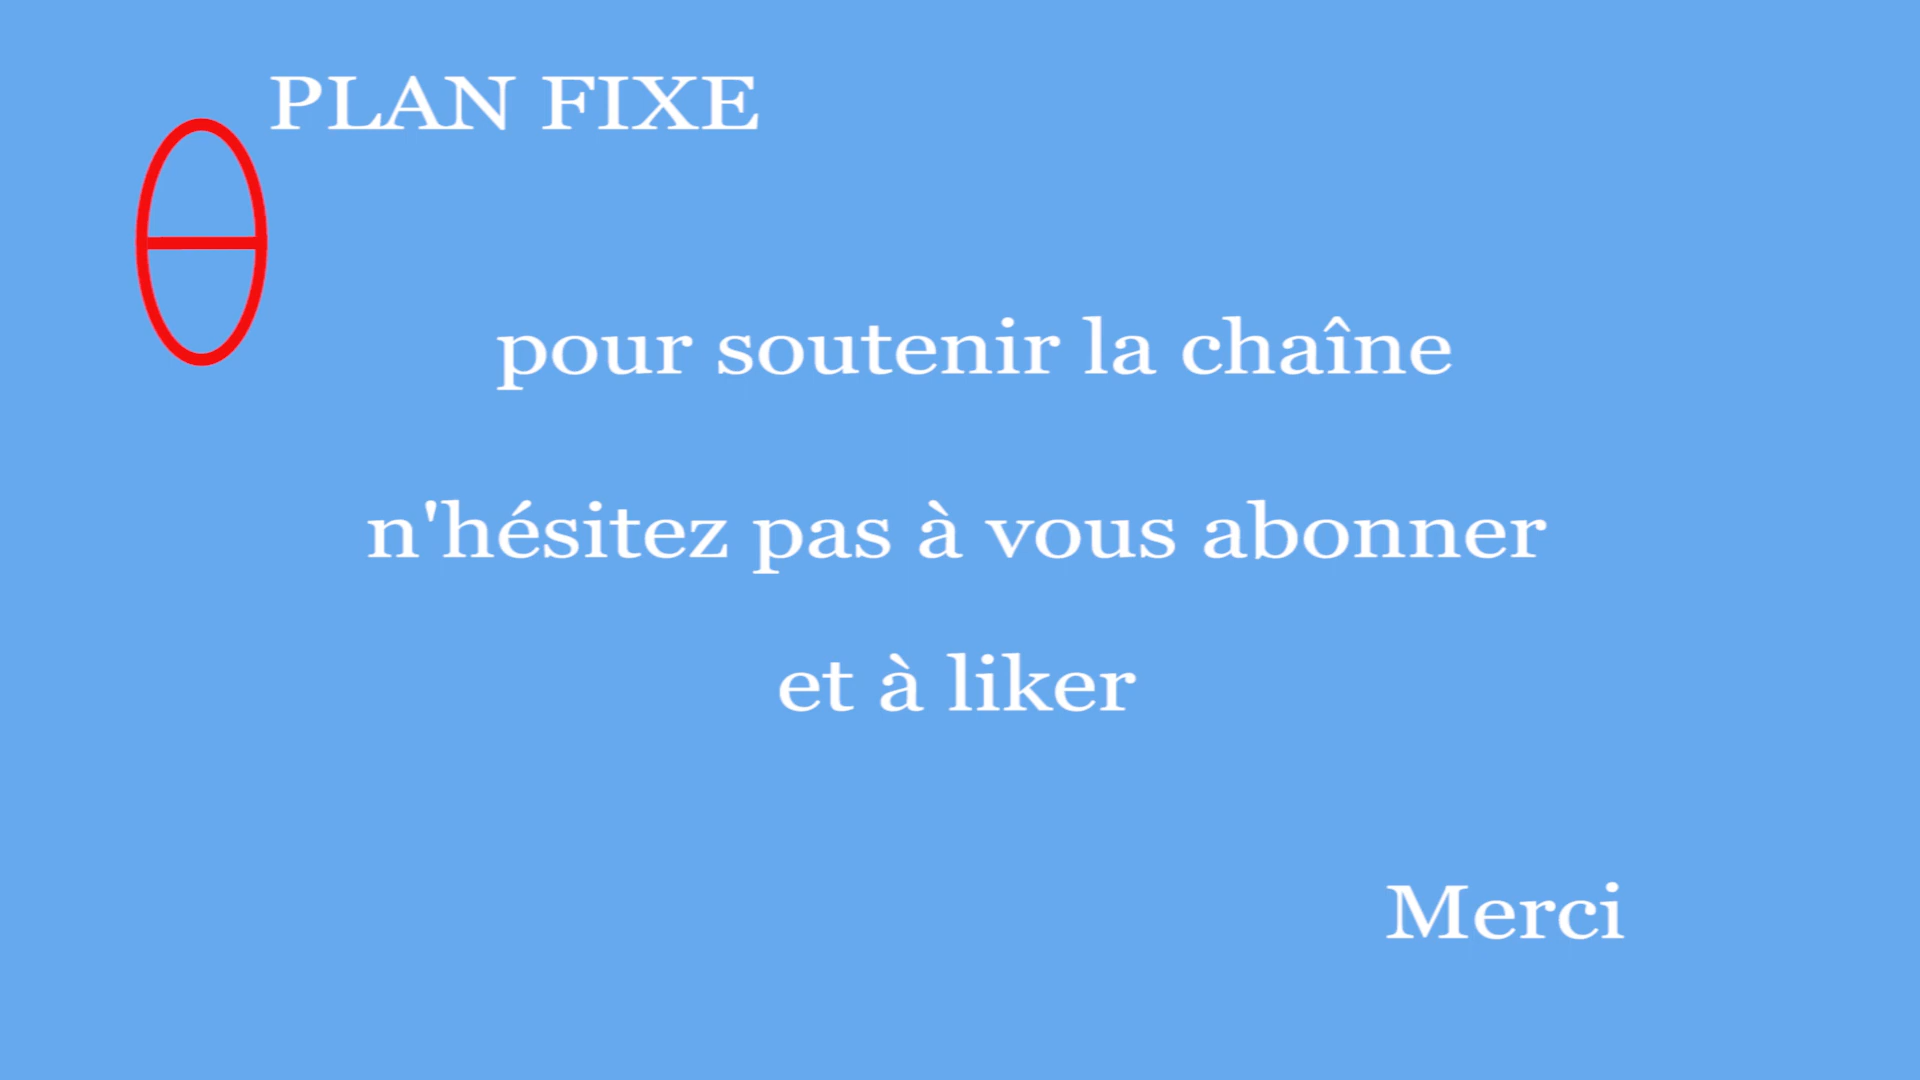 PLAN FIXE
pour soutenir la chaîne
n'hésitez pas à vous abonner
et à liker
Merci